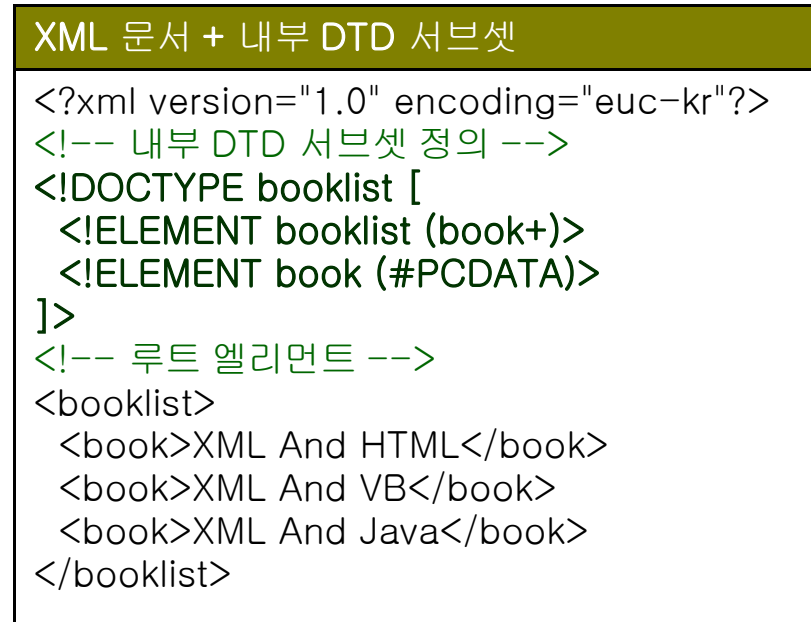 XML 문서 + 내부 DTD 서브셋
<?xml version="1.0" encoding="euc-kr"?>
<!-- 내부 DTD 서브셋 정의 -->
<!DOCTYPE booklist [
<!ELEMENT booklist (book+)>
<!ELEMENT book (#PCDATA)>
]>
<!-- 루트 엘리먼트 -->
<booklist>
<book>XML And HTML</book>
<book>XML And VB</book>
<book>XML And Java</book>
</booklist>